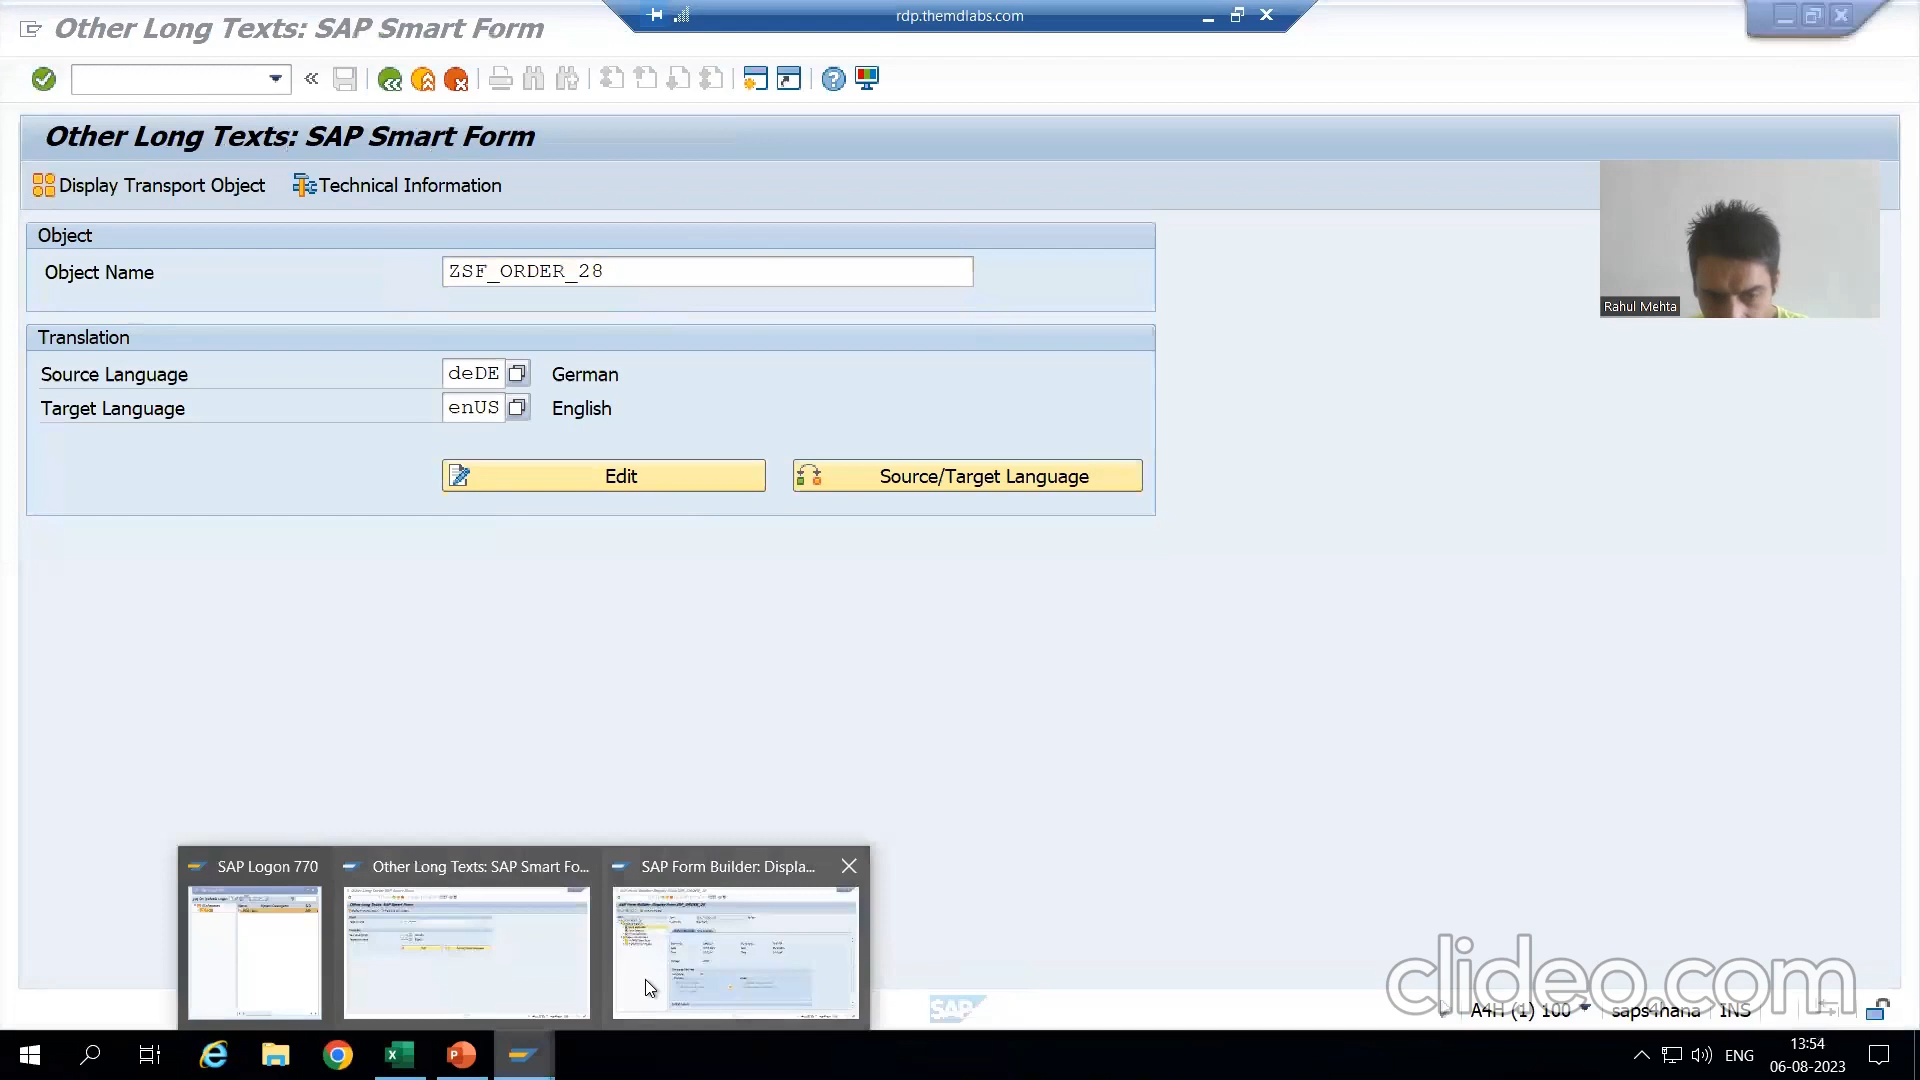 Other Long Texts: SAP Smart Form
rdp.themdlabs.com
Other Long Texts: SAP Smart Form
Display Transport Object
Technical Information
Object
Object Name
ZSF_ORDER_28
Translation
Source Language
deDE
German
Target Language
enUS
English
Edit
Source/Target Language
Rahul Mehta
SAP Logon 770
Other Long Texts: SAP Smart Fo...
SAP Form Builder: Displa...
SAP
clideo.com
A4H (1) 100
saps4hana
INS
ENG
13:54
06-08-2023